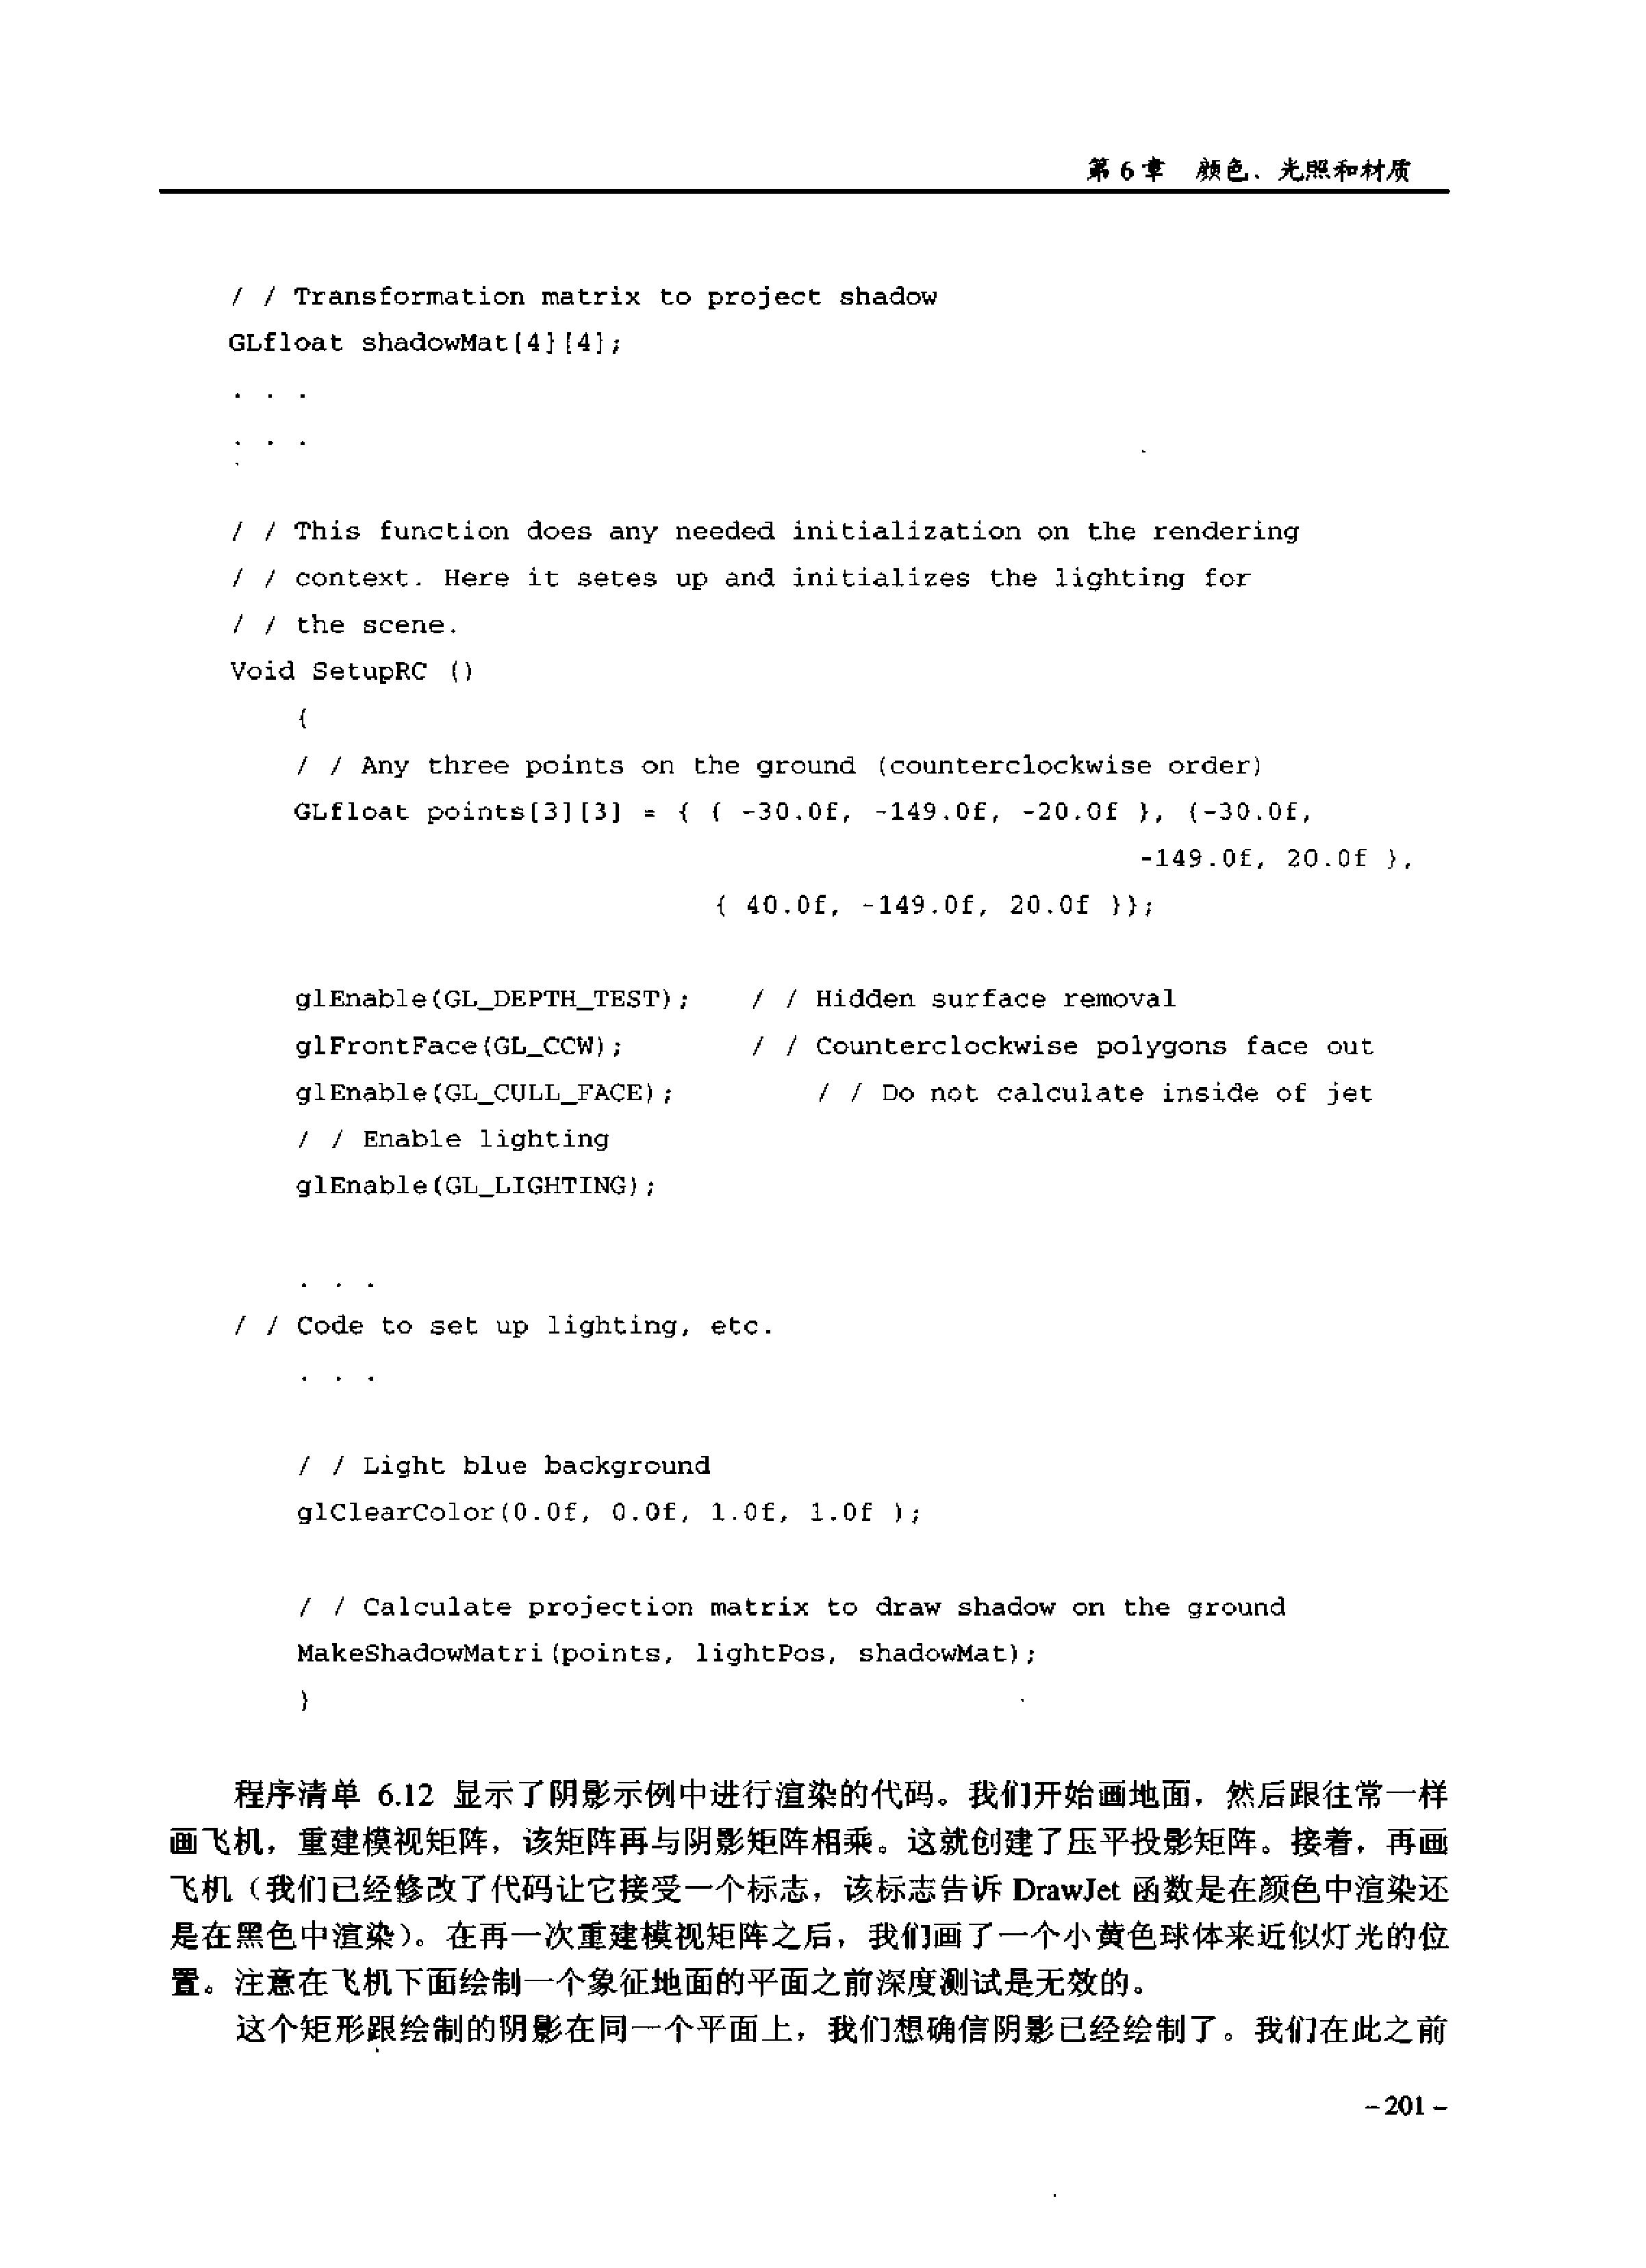 第 6 章 颜色、光照和材质
/ / Transformation matrix to project shadow
GLfloat shadowMat[4][4];
. . .
. . .
/ / This function does any needed initialization on the rendering
/ / context. Here it setes up and initializes the lighting for
/ / the scene.
Void SetupRC ()
{
/ / Any three points on the ground (counterclockwise order)
GLfloat points[3][3] = { { -30.0f, -149.0f, -20.0f }, {-30.0f,
-149.0f, 20.0f },
{ 40.0f, -149.0f, 20.0f }};
glEnable(GL_DEPTH_TEST); / / Hidden surface removal
glFrontFace(GL_CCW); / / Counterclockwise polygons face out
glEnable(GL_CULL_FACE); / / Do not calculate inside of jet
/ / Enable lighting
glEnable(GL_LIGHTING);
. . .
/ / Code to set up lighting, etc.
. . .
/ / Light blue background
glClearColor(0.0f, 0.0f, 1.0f, 1.0f );
/ / Calculate projection matrix to draw shadow on the ground
MakeShadowMatri(points, lightPos, shadowMat);
}
程序清单 6.12 显示了阴影示例中进行渲染的代码。我们开始画地面，然后跟往常一样
画飞机，重建模视矩阵，该矩阵再与阴影矩阵相乘。这就创建了压平投影矩阵。接着，再画
飞机（我们已经修改了代码让它接受一个标志，该标志告诉 DrawJet 函数是在颜色中渲染还
是在黑色中渲染）。在再一次重建模视矩阵之后，我们画了一个小黄色球体来近似灯光的位
置。注意在飞机下面绘制一个象征地面的平面之前深度测试是无效的。
这个矩形跟绘制的阴影在同一个平面上，我们想确信阴影已经绘制了。我们在此之前
- 201 -